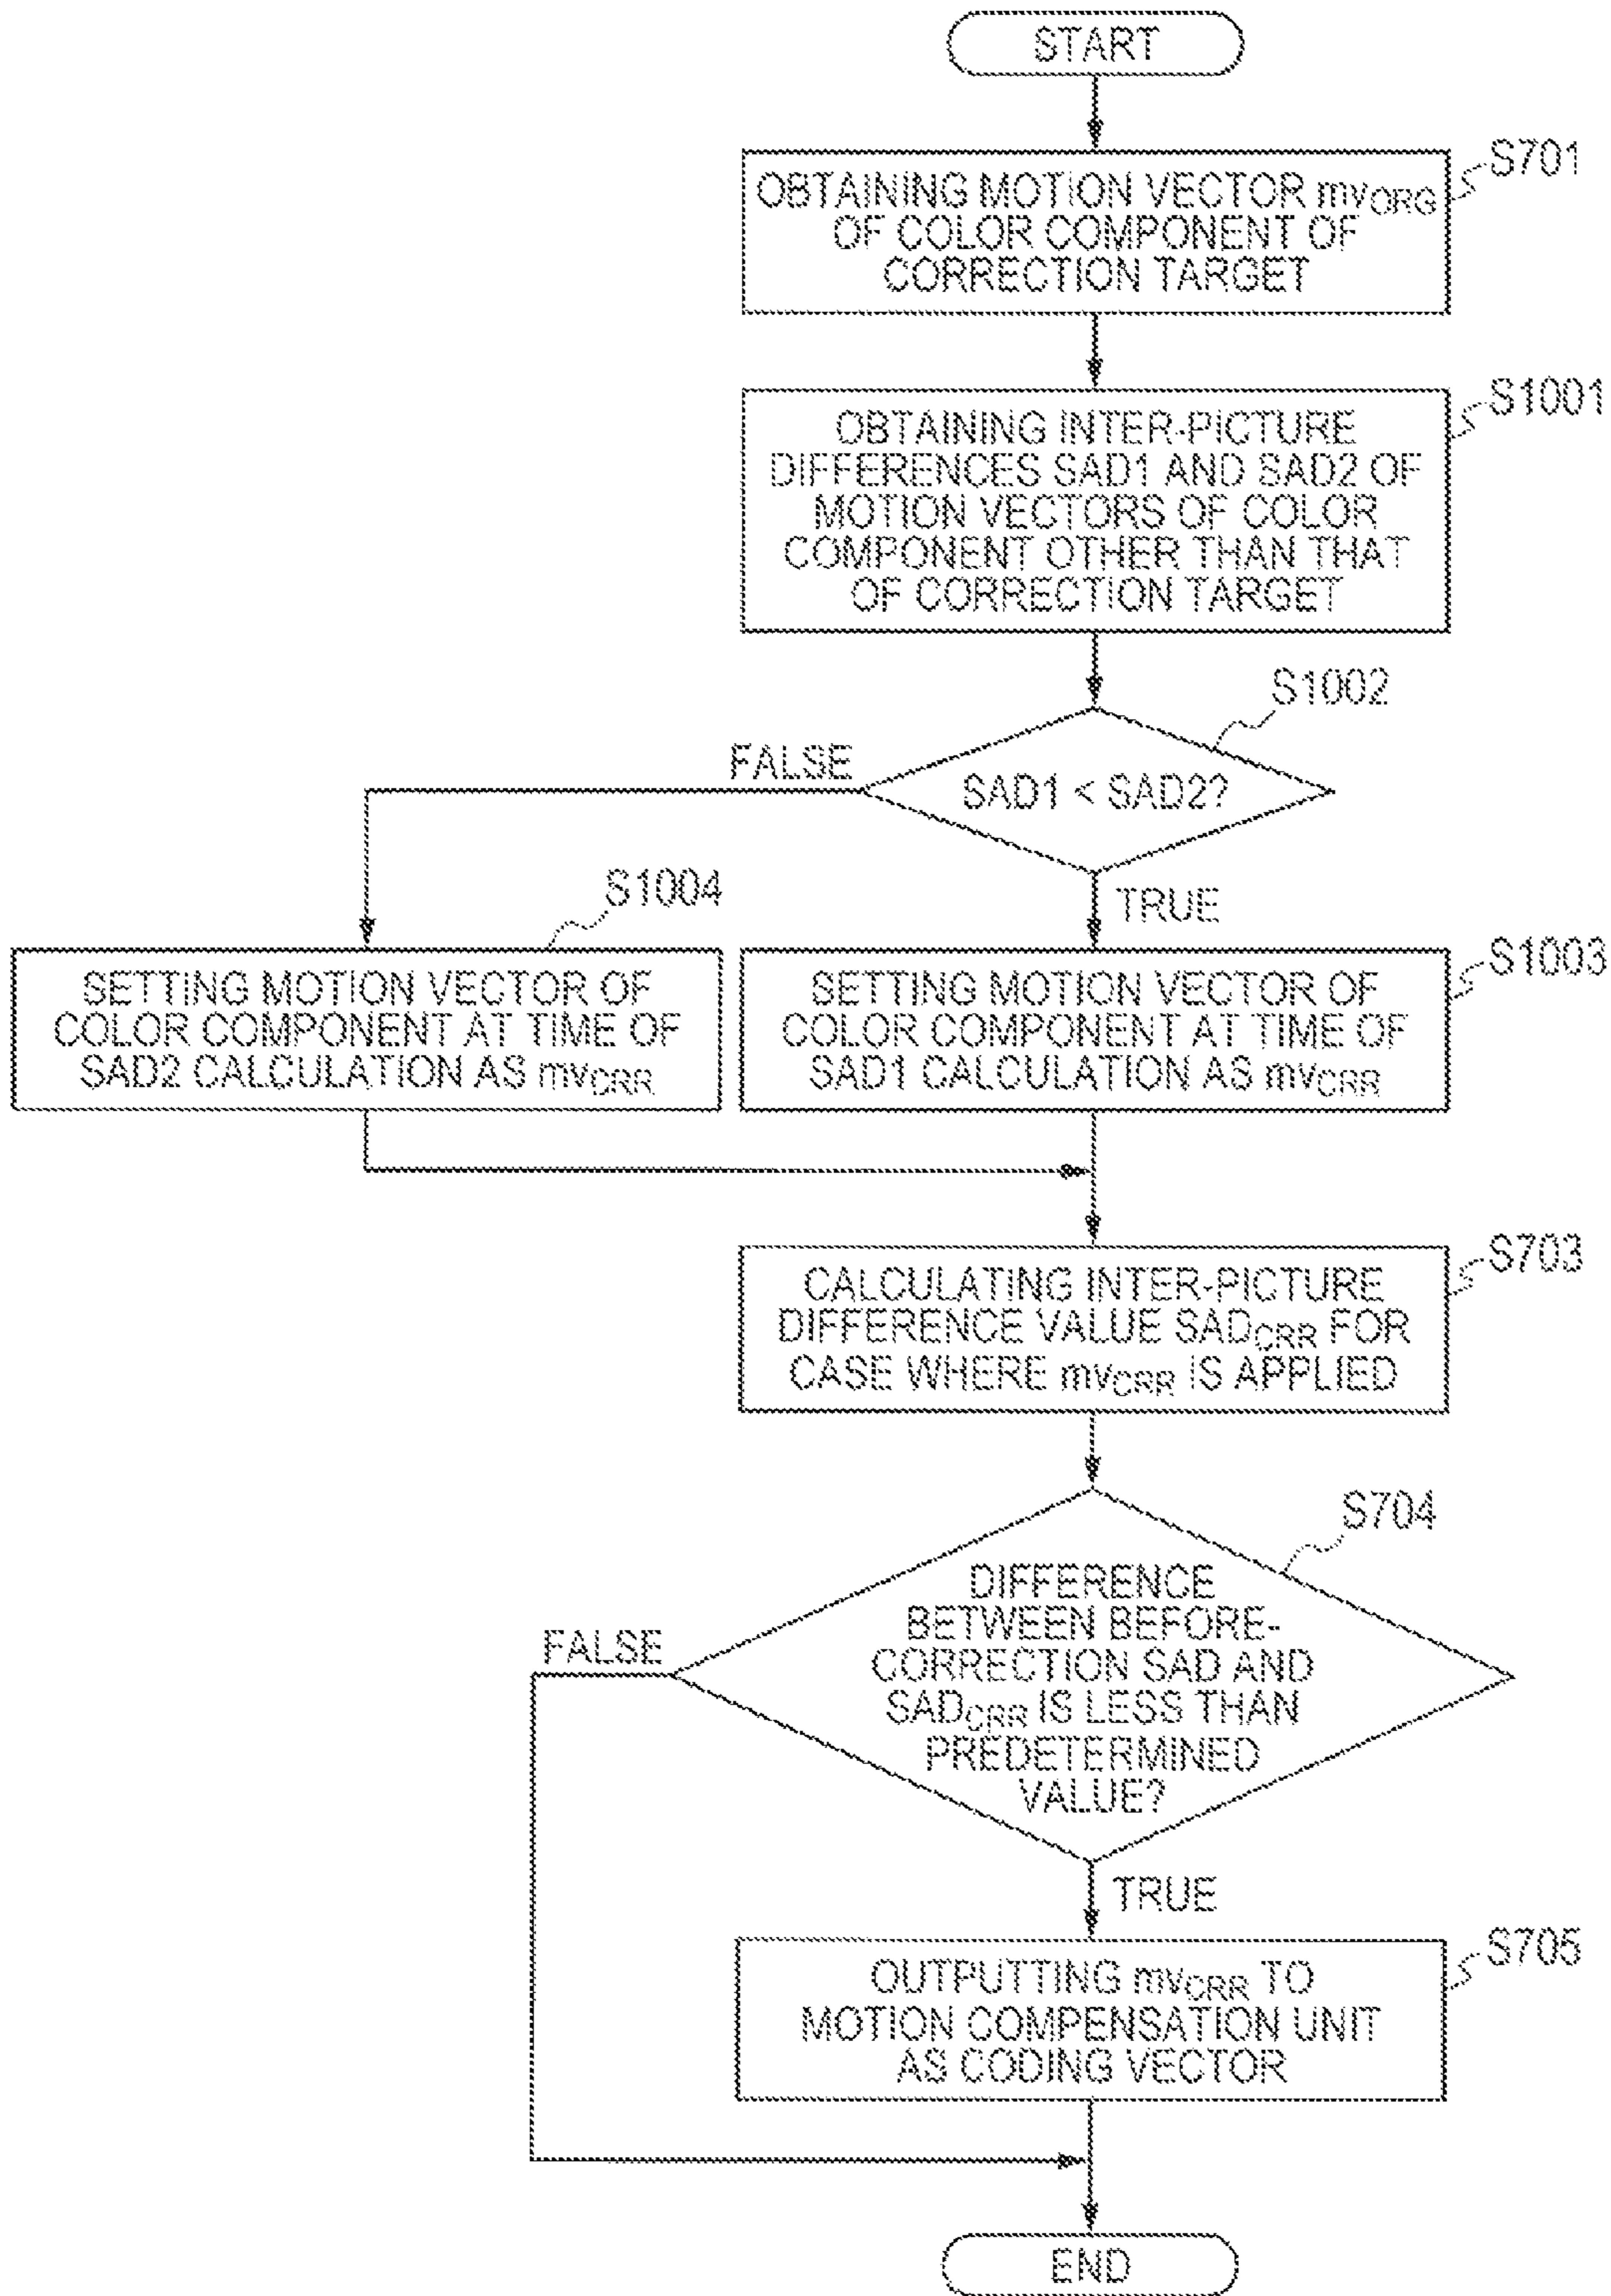 START
S701
OBTAINING MOTION VECTOR mvORG
OF COLOR COMPONENT OF
CORRECTION TARGET
S1001
OBTAINING INTER-PICTURE
DIFFERENCES SAD1 AND SAD2 OF
MOTION VECTORS OF COLOR
COMPONENT OTHER THAN THAT
OF CORRECTION TARGET
S1002
FALSE
SAD1 < SAD2?
TRUE
S1004
SETTING MOTION VECTOR OF
COLOR COMPONENT AT TIME OF
SAD2 CALCULATION AS mvCRR
S1003
SETTING MOTION VECTOR OF
COLOR COMPONENT AT TIME OF
SAD1 CALCULATION AS mvCRR
S703
CALCULATING INTER-PICTURE
DIFFERENCE VALUE SADCRR FOR
CASE WHERE mvCRR IS APPLIED
S704
FALSE
DIFFERENCE
BETWEEN BEFORE-
CORRECTION SAD AND
SADCRR IS LESS THAN
PREDETERMINED
VALUE?
TRUE
S705
OUTPUTTING mvCRR TO
MOTION COMPENSATION UNIT
AS CODING VECTOR
END